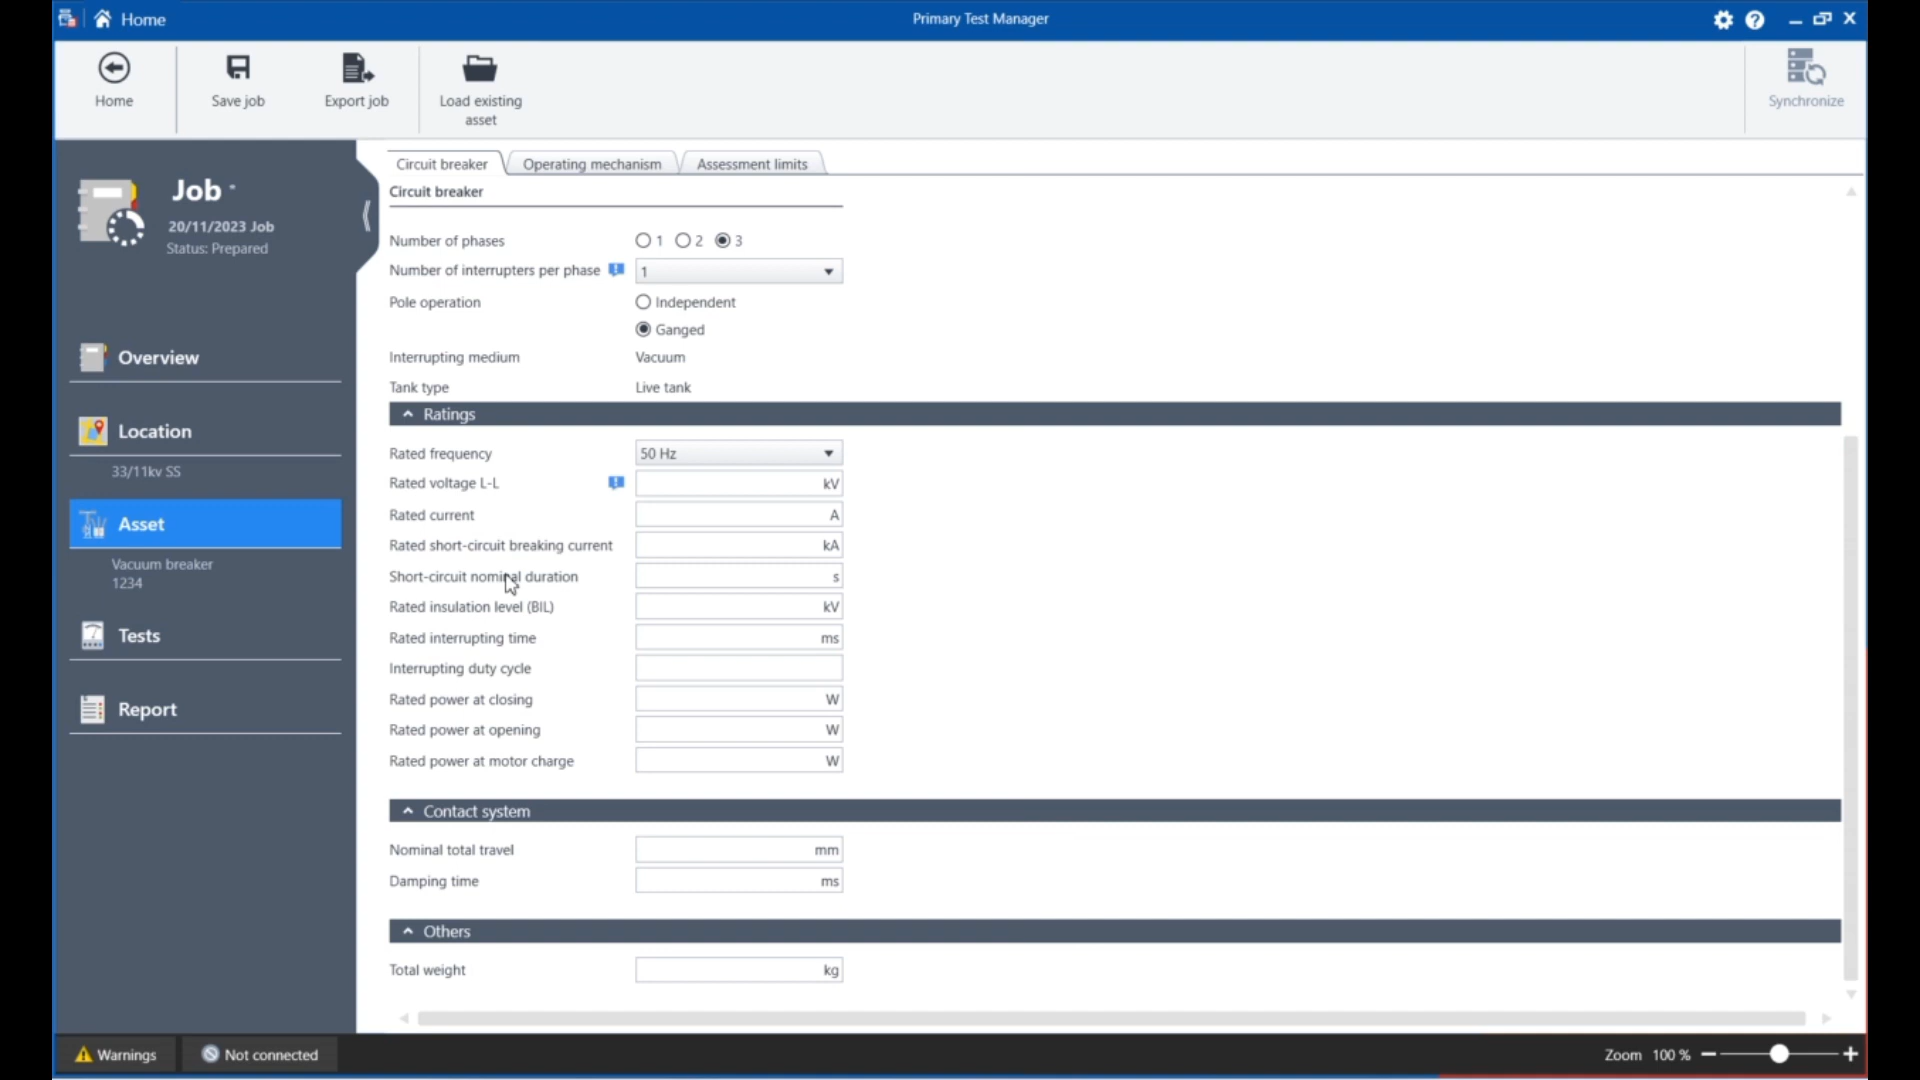 Home
Primary Test Manager
Home
Save job
Export job
Load existing
asset
Synchronize
Job *
20/11/2023 Job
Status: Prepared
Overview
Location
33/11kv SS
Asset
Vacuum breaker
1234
Tests
Report
Circuit breaker
Operating mechanism
Assessment limits
Circuit breaker
Number of phases 1 2 3
Number of interrupters per phase 1
Pole operation Independent
Ganged
Interrupting medium Vacuum
Tank type Live tank
Ratings
Rated frequency 50 Hz
Rated voltage L-L kV
Rated current A
Rated short-circuit breaking current kA
Short-circuit nominal duration s
Rated insulation level (BIL) kV
Rated interrupting time ms
Interrupting duty cycle
Rated power at closing W
Rated power at opening W
Rated power at motor charge W
Contact system
Nominal total travel mm
Damping time ms
Others
Total weight kg
Warnings
Not connected
Zoom 100 %